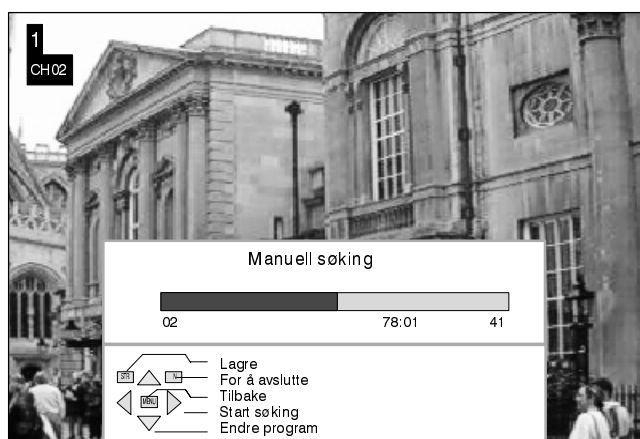 1
CH02
Manuell søking
02 78:01 41
STR Lagre
N For å avslutte
MENU Tilbake
Start søking
Endre program